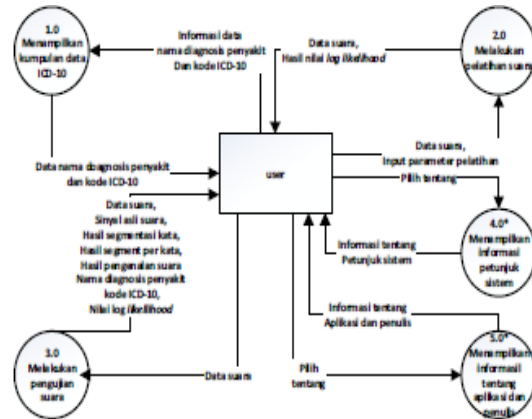 1.0
Menampilkan
kumpulan data
ICD-10
Informasi data
nama diagnosis penyakit
Dan kode ICD-10
Data suara,
Hasil nilai log likelihood
2.0
Melakukan
pelatihan suara
Data nama doagnosis penyakit
dan kode ICD-10
user
Data suara,
Input parameter pelatihan
Pilih tentang
Data suara,
Sinyal asli suara,
Hasil segmentasi kata,
Hasil segment per kata,
Hasil pengenalan suara
Nama diagnosis penyakit
kode ICD-10,
Nilai log likelihood
Informasi tentang
Petunjuk sistem
4.0*
Menampilkan
informasi
petunjuk
sistem
Informasi tentang
Aplikasi dan penulis
3.0
Melakukan
pengujian
suara
Data suara
Pilih
tentang
5.0*
Menampilkan
informasil
tentang
aplikasi dan
penulis